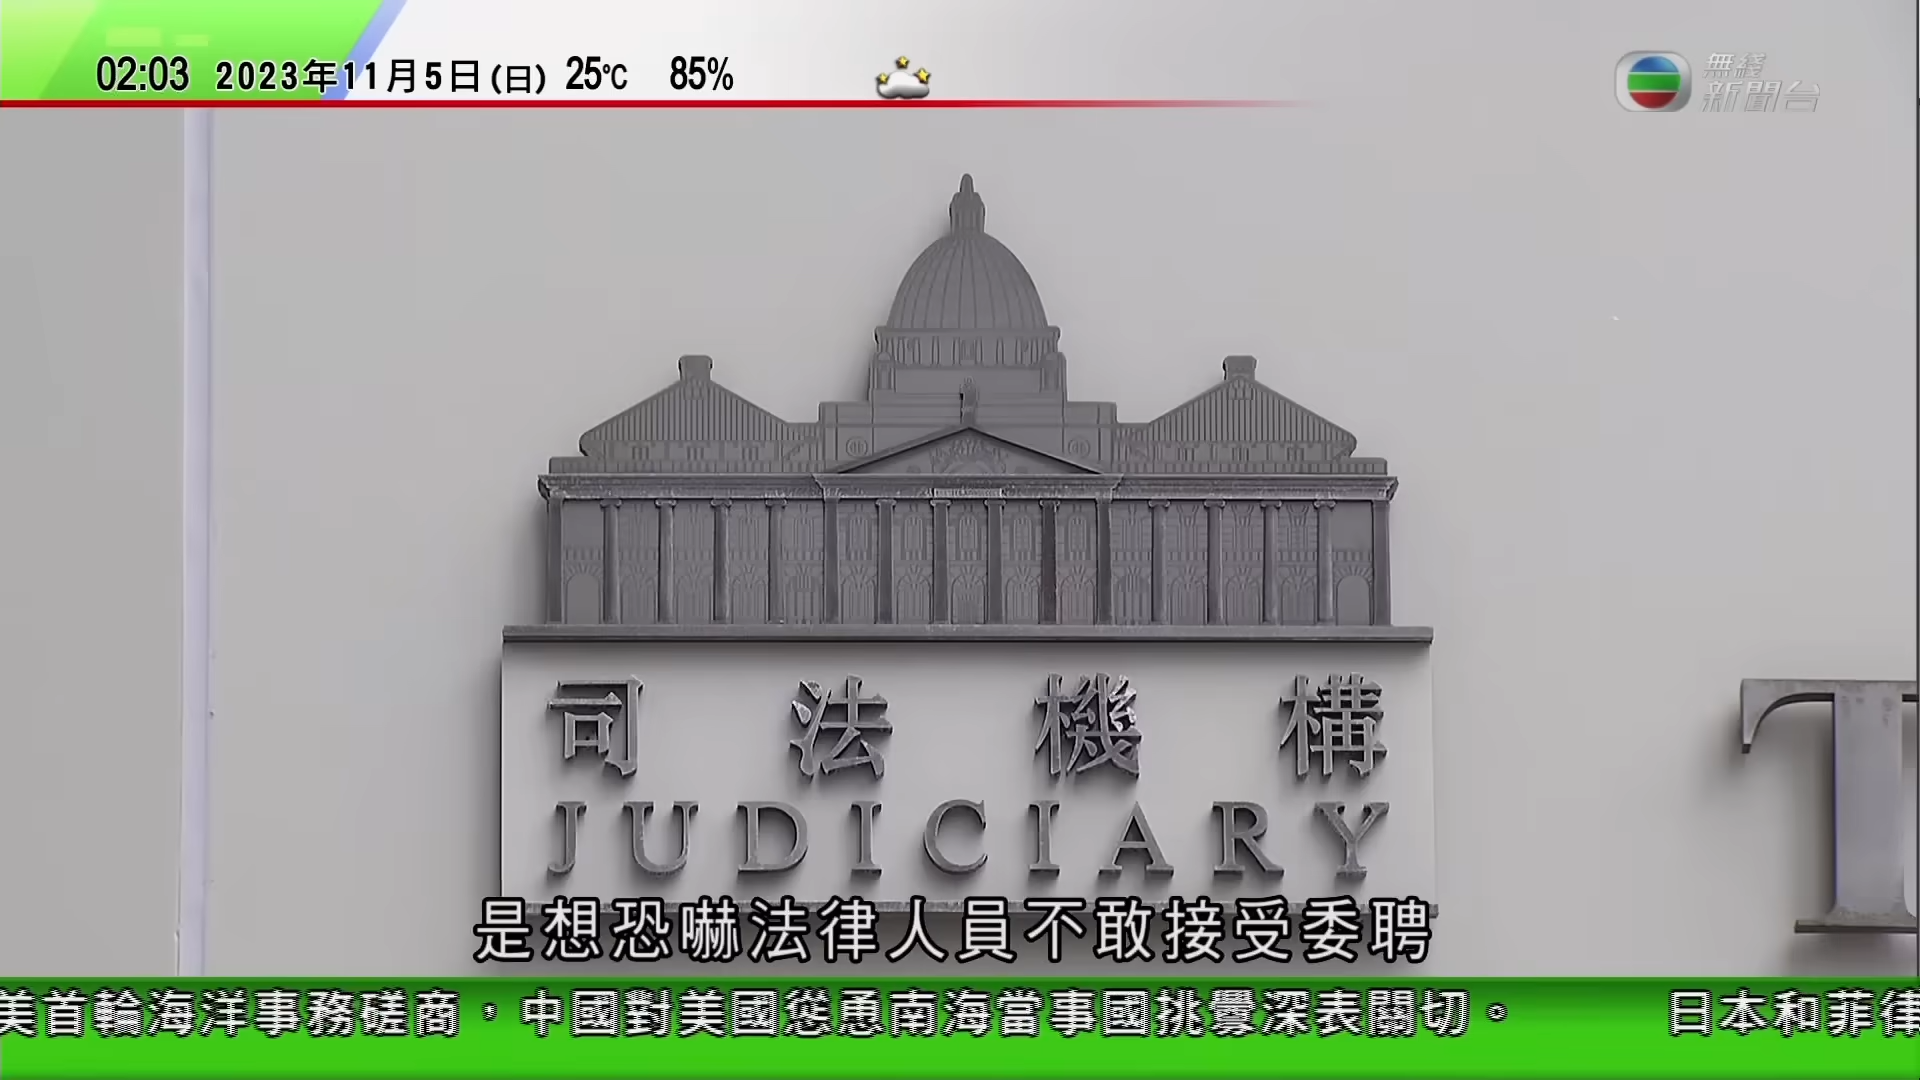 02:03 2023年11月5日(日) 25℃ 85%
無綫
新聞台
司法機構
JUDICIARY
T
是想恐嚇法律人員不敢接受委聘
美首輪海洋事務磋商，中國對美國慫恿南海當事國挑釁深表關切。 日本和菲律